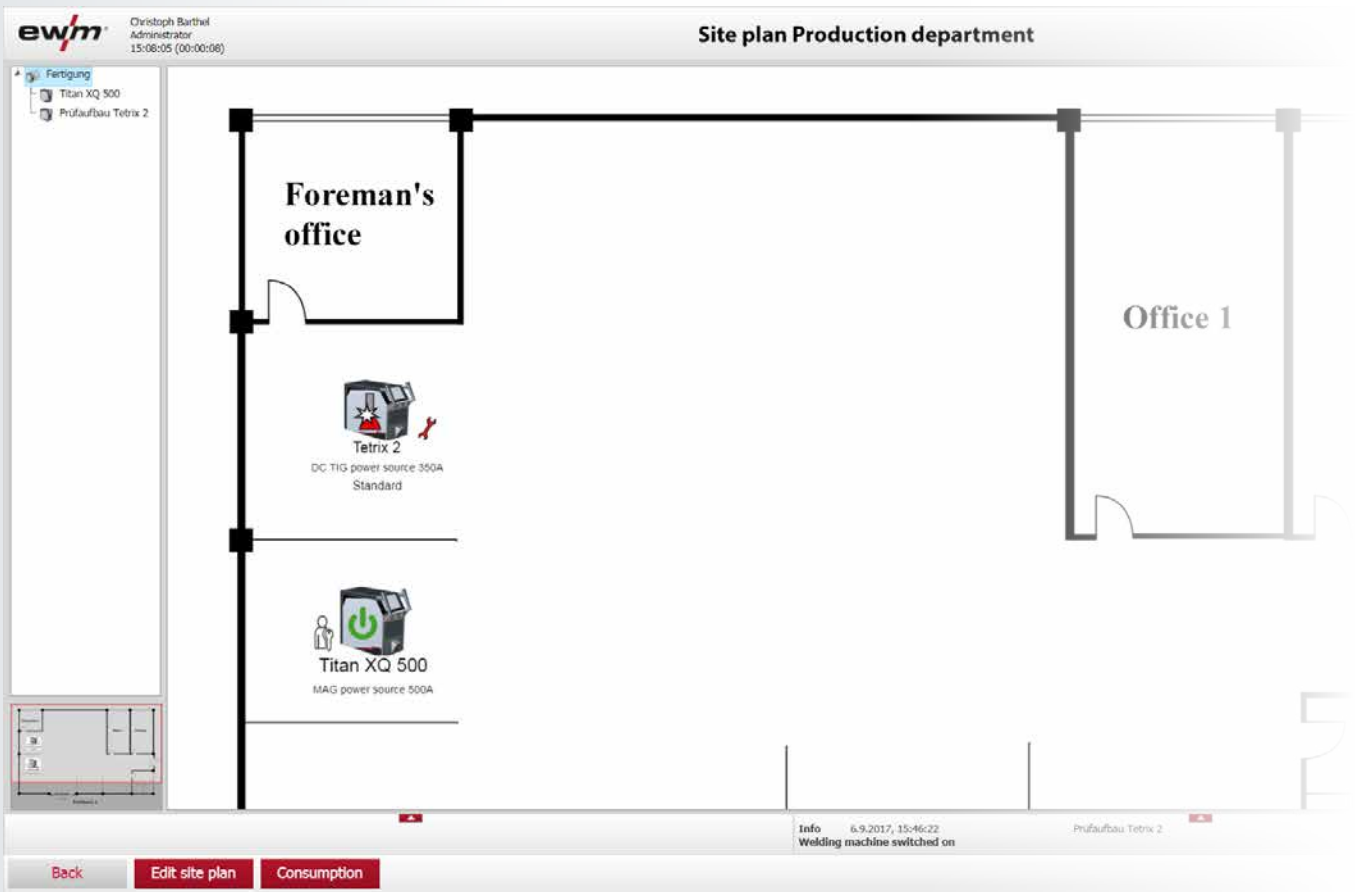 ewm
Christoph Barthel
Administrator
15:08:05 (00:00:08)
Site plan Production department
Fertigung
Titan XQ 500
Prüfaufbau Tetrix 2
Foreman's
office
Office 1
Tetrix 2
DC TIG power source 350A
Standard
Titan XQ 500
MAG power source 500A
Info 6.9.2017, 15:46:22 Prüfaufbau Tetrix 2
Welding machine switched on
Back Edit site plan Consumption